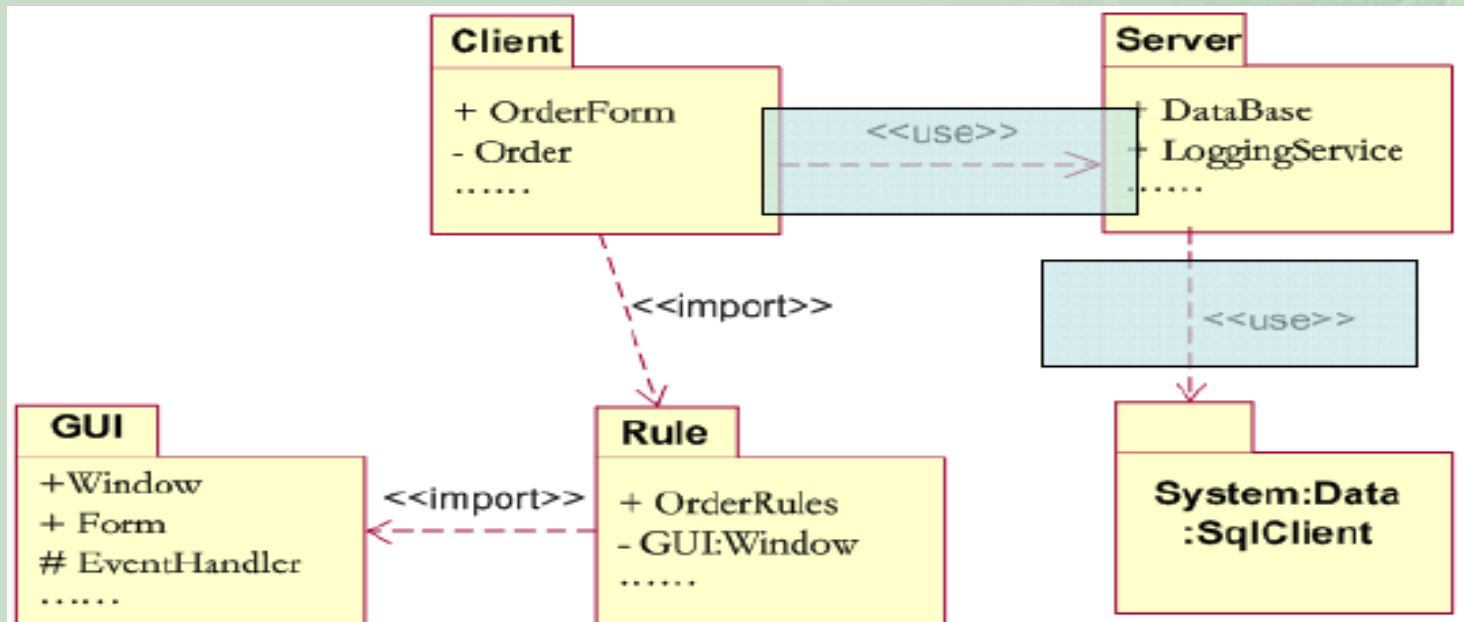 Client
+ OrderForm
- Order
......
<<use>>
Server
+ DataBase
+ LoggingService
......
<<import>>
<<use>>
GUI
+Window
+ Form
# EventHandler
......
<<import>>
Rule
+ OrderRules
- GUI:Window
......
System:Data
:SqlClient